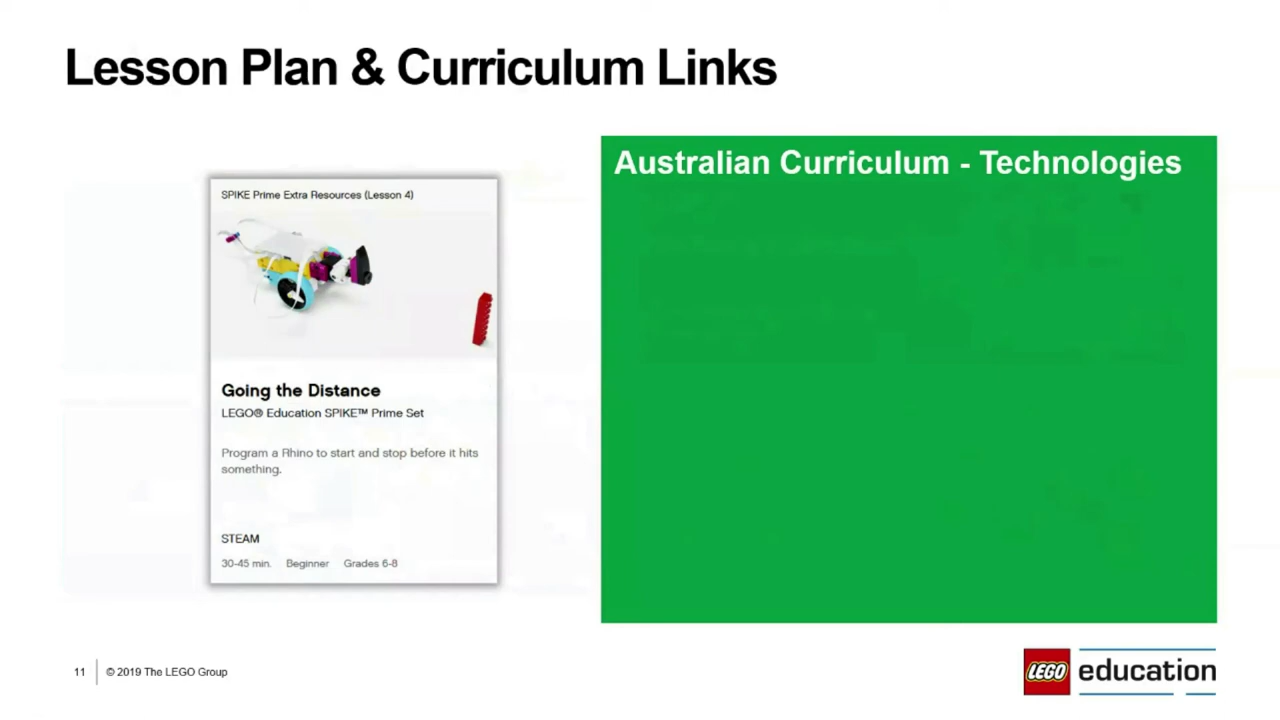 Lesson Plan & Curriculum Links
SPIKE Prime Extra Resources (Lesson 4)
Going the Distance
LEGO® Education SPIKE™ Prime Set
Program a Rhino to start and stop before it hits
something.
STEAM
30-45 min. Beginner Grades 6-8
Australian Curriculum - Technologies
11 © 2019 The LEGO Group
LEGO education